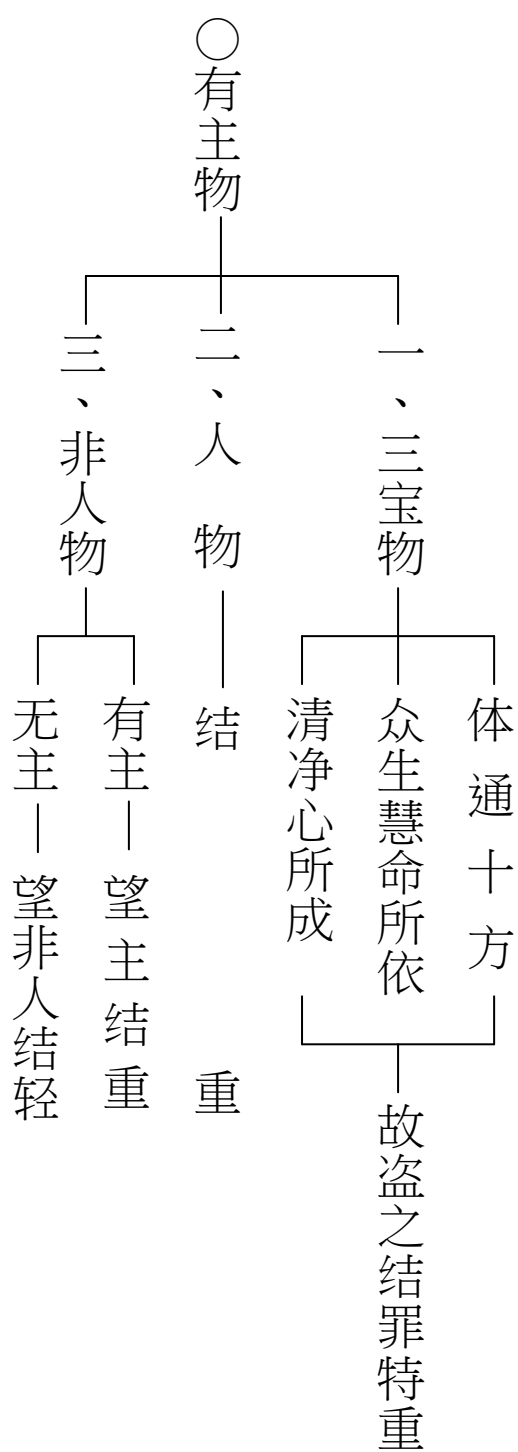 ○有主物
一、三宝物
体通十方
众生慧命所依
清净心所成
故盗之结罪特重
二、人物
结重
三、非人物
有主
望主结重
无主
望非人结轻